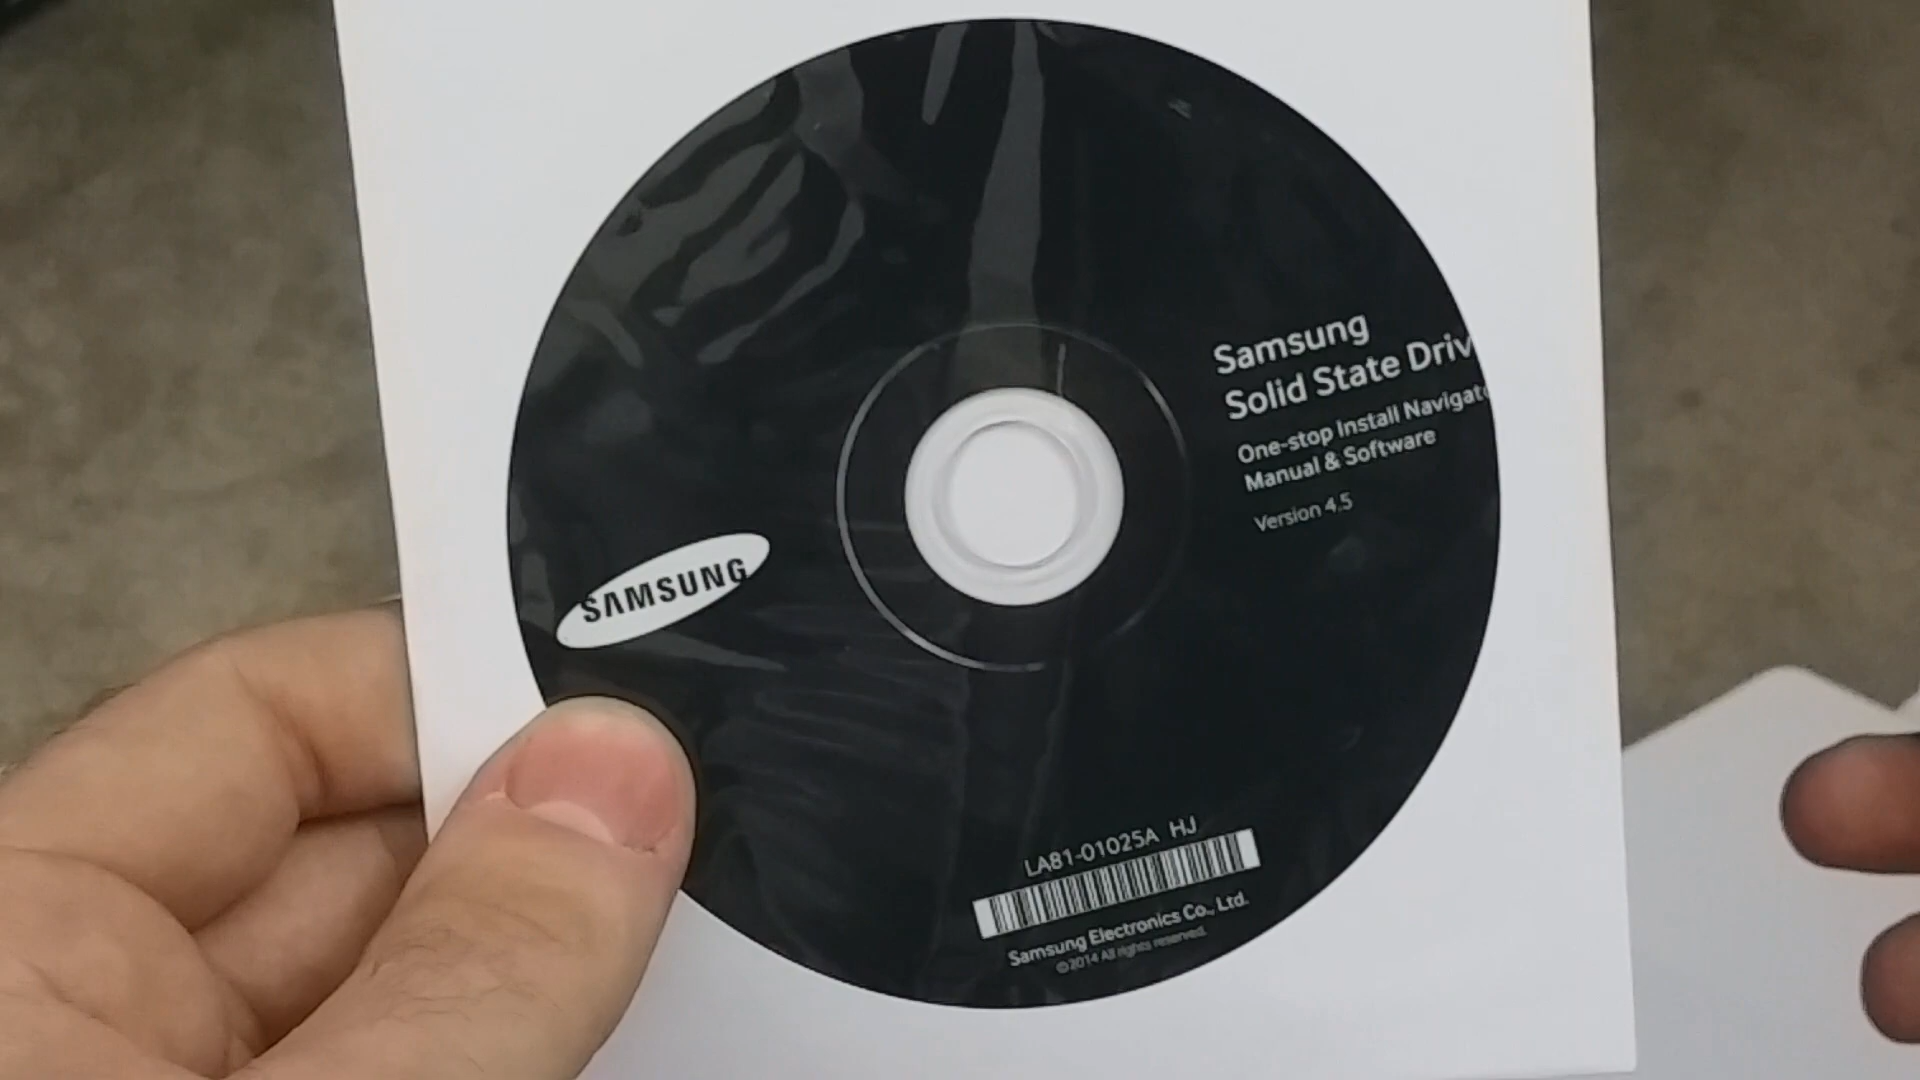 Samsung
Solid State Driv
One-stop Install Navigato
Manual & Software
Version 4.5
SAMSUNG
LA81-01025A HJ
Samsung Electronics Co., Ltd.
©2014 All rights reserved.